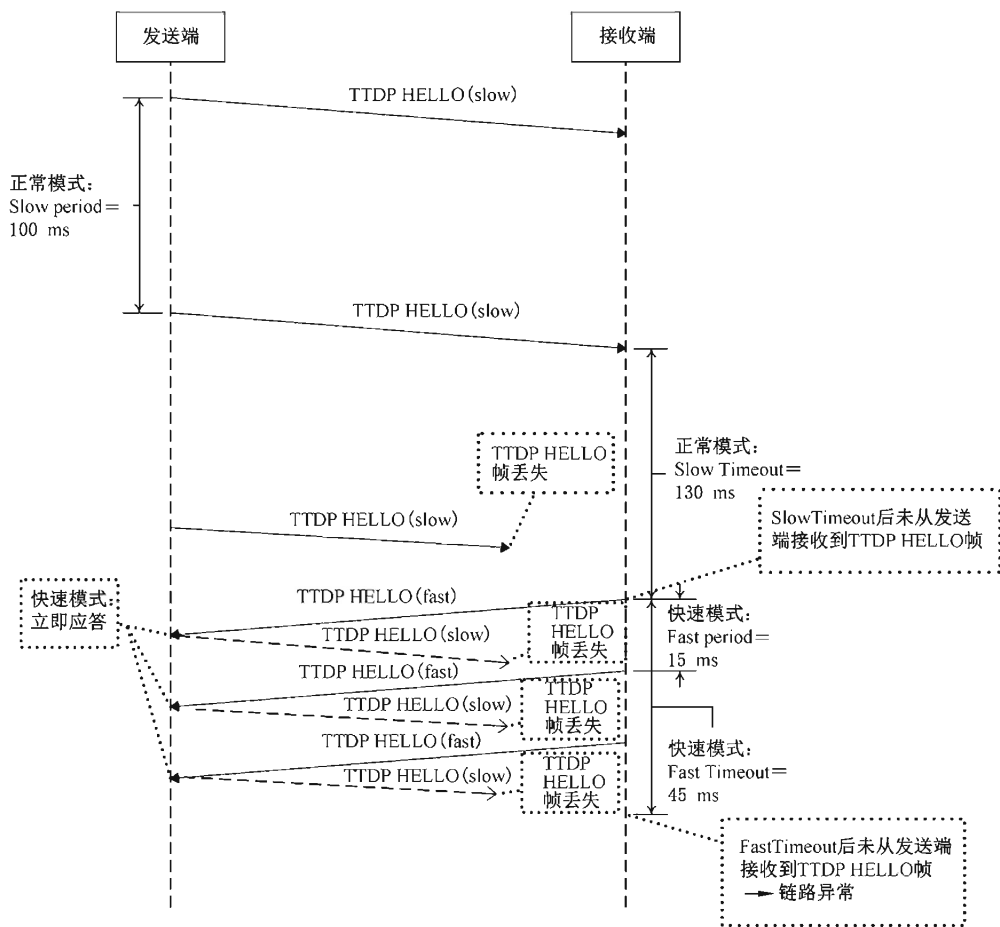 发送端
接收端
TTDP HELLO(slow)
正常模式:
Slow period=
100 ms
TTDP HELLO(slow)
TTDP HELLO
帧丢失
正常模式:
Slow Timeout=
130 ms
TTDP HELLO(slow)
SlowTimeout后未从发送
端接收到TTDP HELLO帧
快速模式:
立即应答
TTDP HELLO(fast)
TTDP HELLO(slow)
TTDP
HELLO
帧丢失
快速模式:
Fast period=
15 ms
TTDP HELLO(fast)
TTDP HELLO(slow)
TTDP
HELLO
帧丢失
TTDP HELLO(fast)
TTDP HELLO(slow)
TTDP
HELLO
帧丢失
快速模式:
Fast Timeout=
45 ms
FastTimeout后未从发送端
接收到TTDP HELLO帧
→ 链路异常